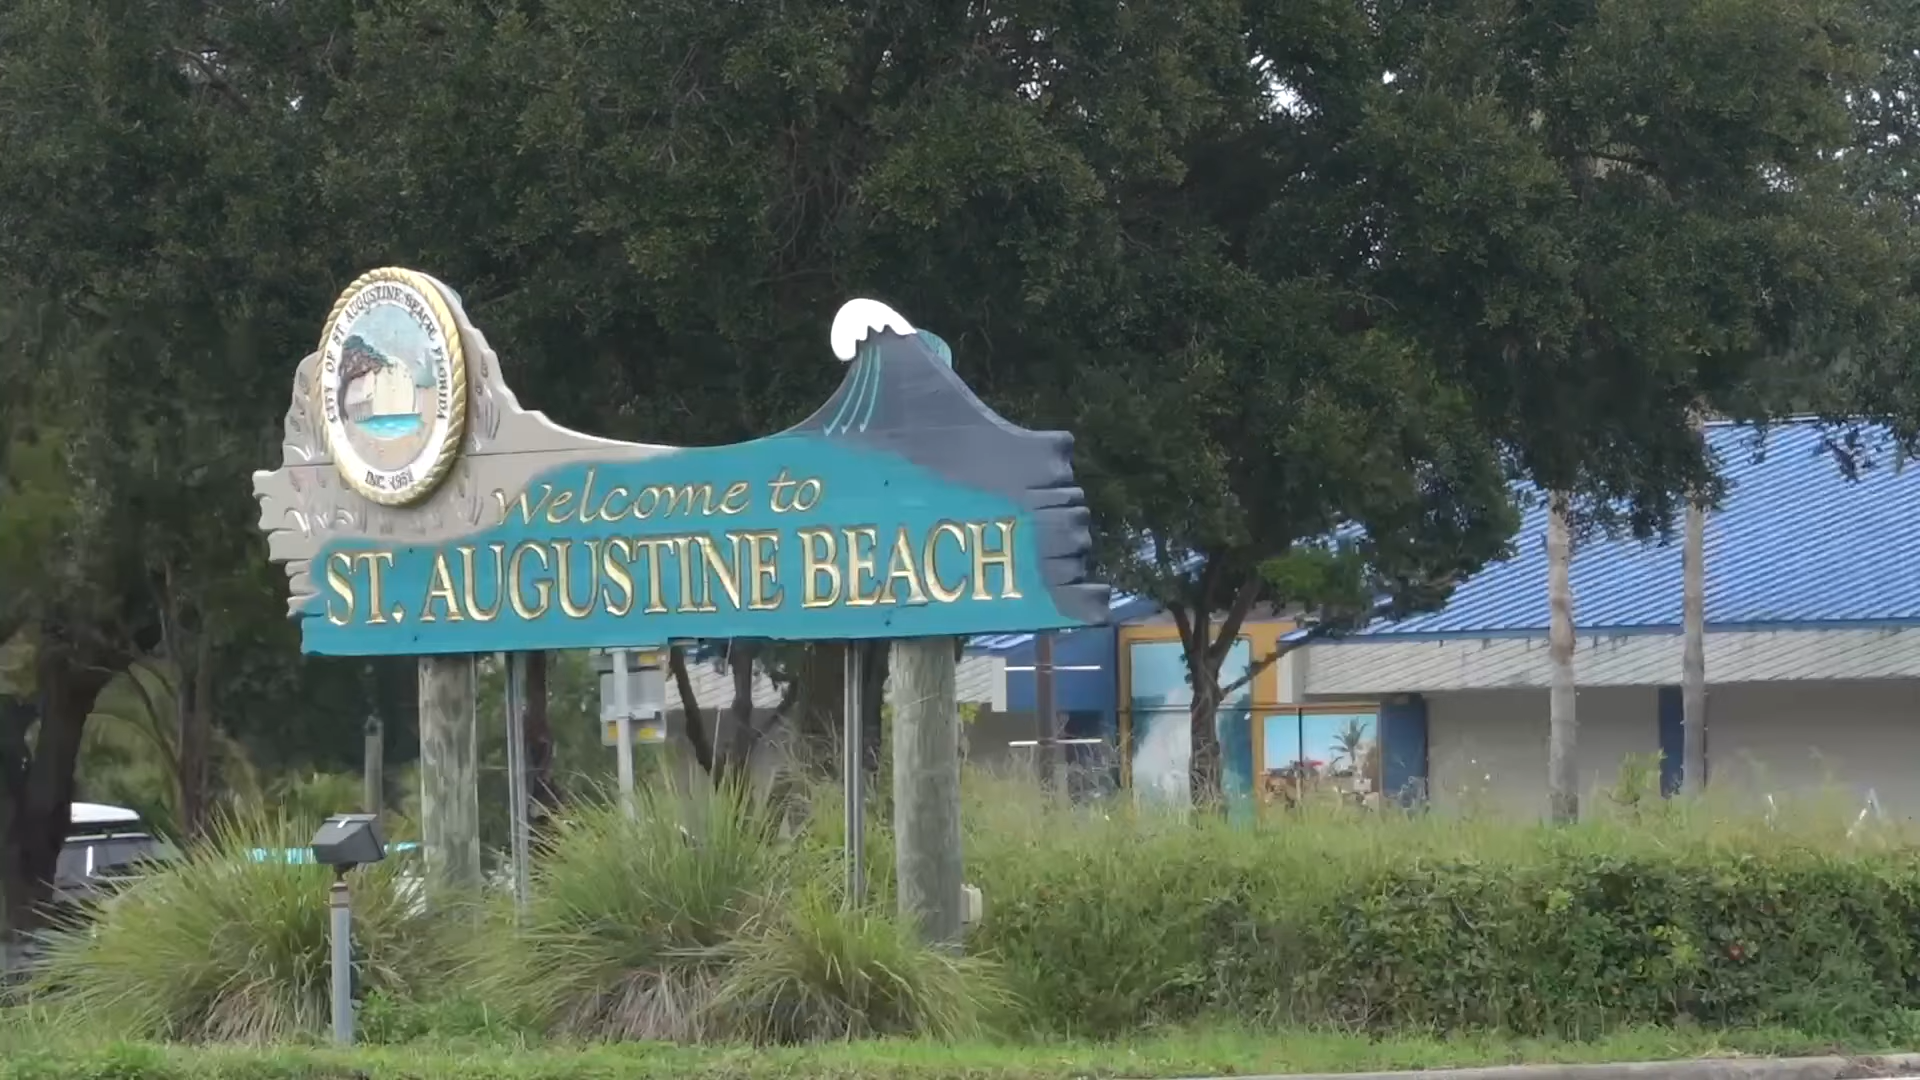 CITY OF ST. AUGUSTINE BEACH, FLORIDA
INC. 1959
Welcome to
ST. AUGUSTINE BEACH